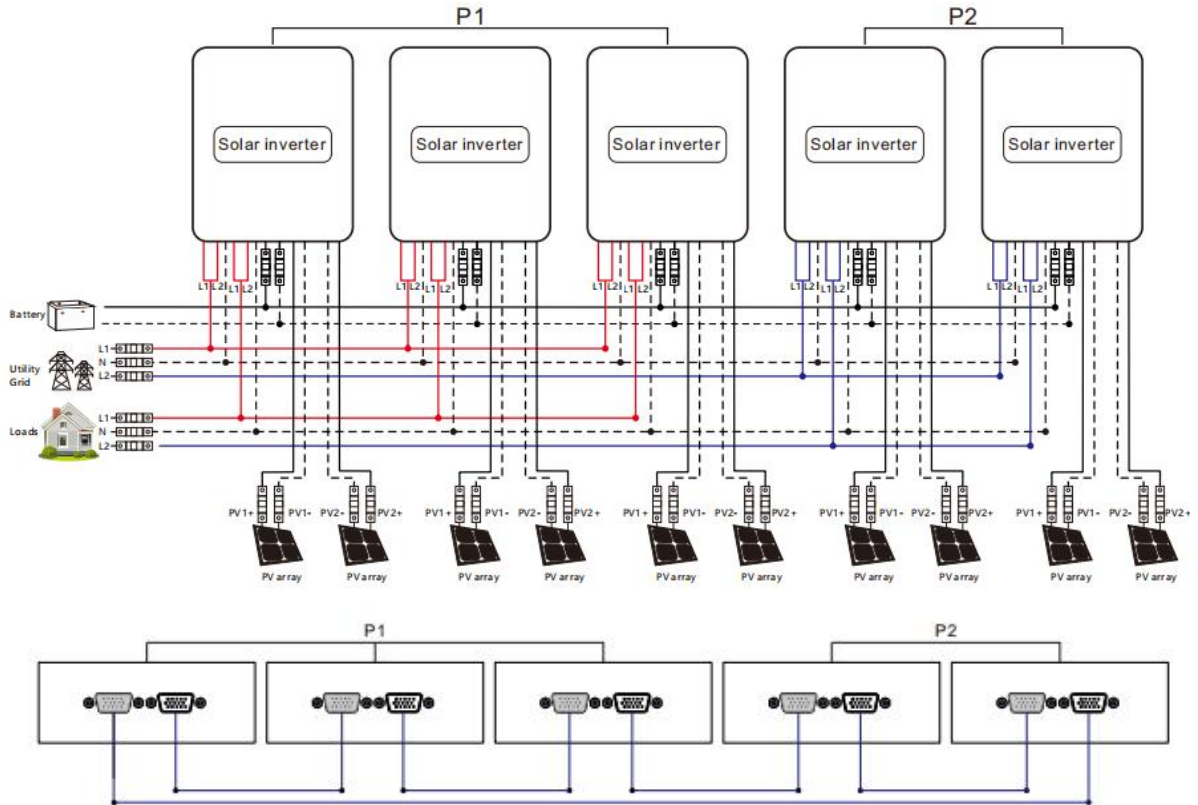 P1 P2
Solar inverter Solar inverter Solar inverter Solar inverter Solar inverter
L1 L2 L1 L2 L1 L2 L1 L2 L1 L2 L1 L2 L1 L2 L1 L2 L1 L2 L1 L2
Battery
L1
Utility
Grid
N
L2
L1
Loads
N
L2
PV1+ PV1- PV2- PV2+ PV1+ PV1- PV2- PV2+ PV1+ PV1- PV2- PV2+ PV1+ PV1- PV2- PV2+ PV1+ PV1- PV2- PV2+
PV array PV array PV array PV array PV array PV array PV array PV array PV array PV array
P1 P2